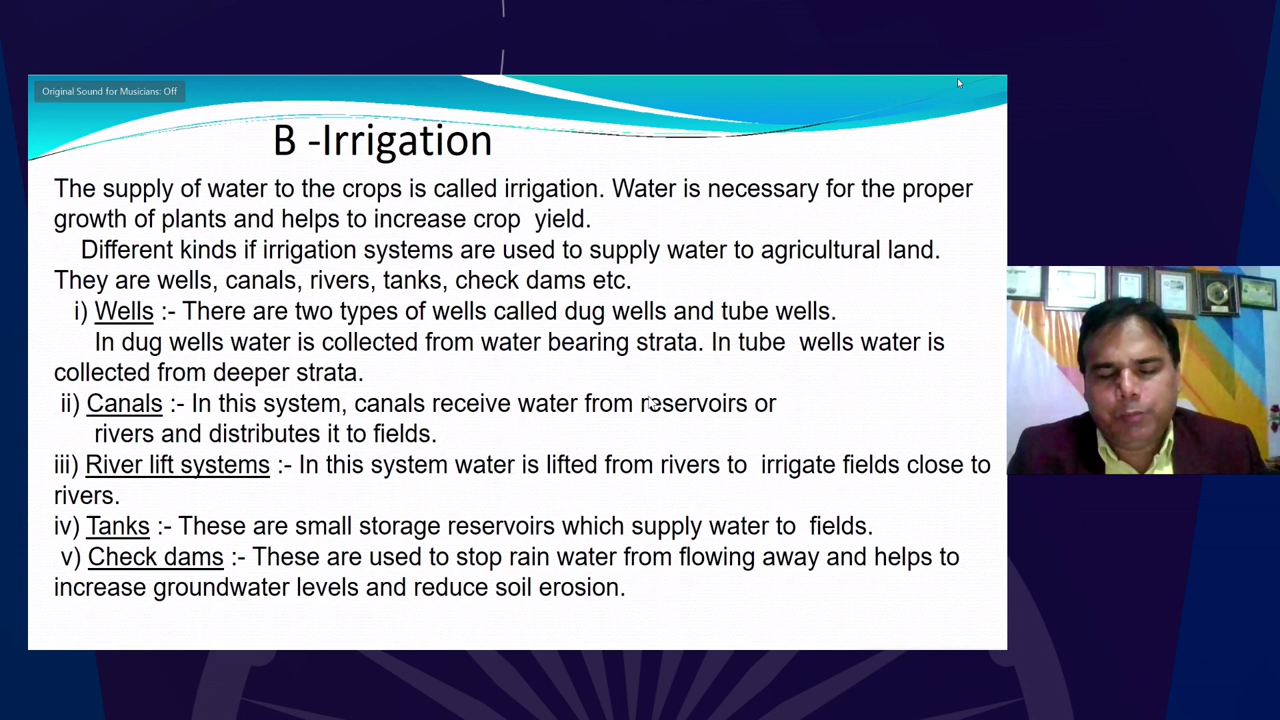 Original Sound for Musicians: Off
B -Irrigation
The supply of water to the crops is called irrigation. Water is necessary for the proper
growth of plants and helps to increase crop yield.
Different kinds if irrigation systems are used to supply water to agricultural land.
They are wells, canals, rivers, tanks, check dams etc.
i) Wells :- There are two types of wells called dug wells and tube wells.
In dug wells water is collected from water bearing strata. In tube wells water is
collected from deeper strata.
ii) Canals :- In this system, canals receive water from reservoirs or
rivers and distributes it to fields.
iii) River lift systems :- In this system water is lifted from rivers to irrigate fields close to
rivers.
iv) Tanks :- These are small storage reservoirs which supply water to fields.
v) Check dams :- These are used to stop rain water from flowing away and helps to
increase groundwater levels and reduce soil erosion.